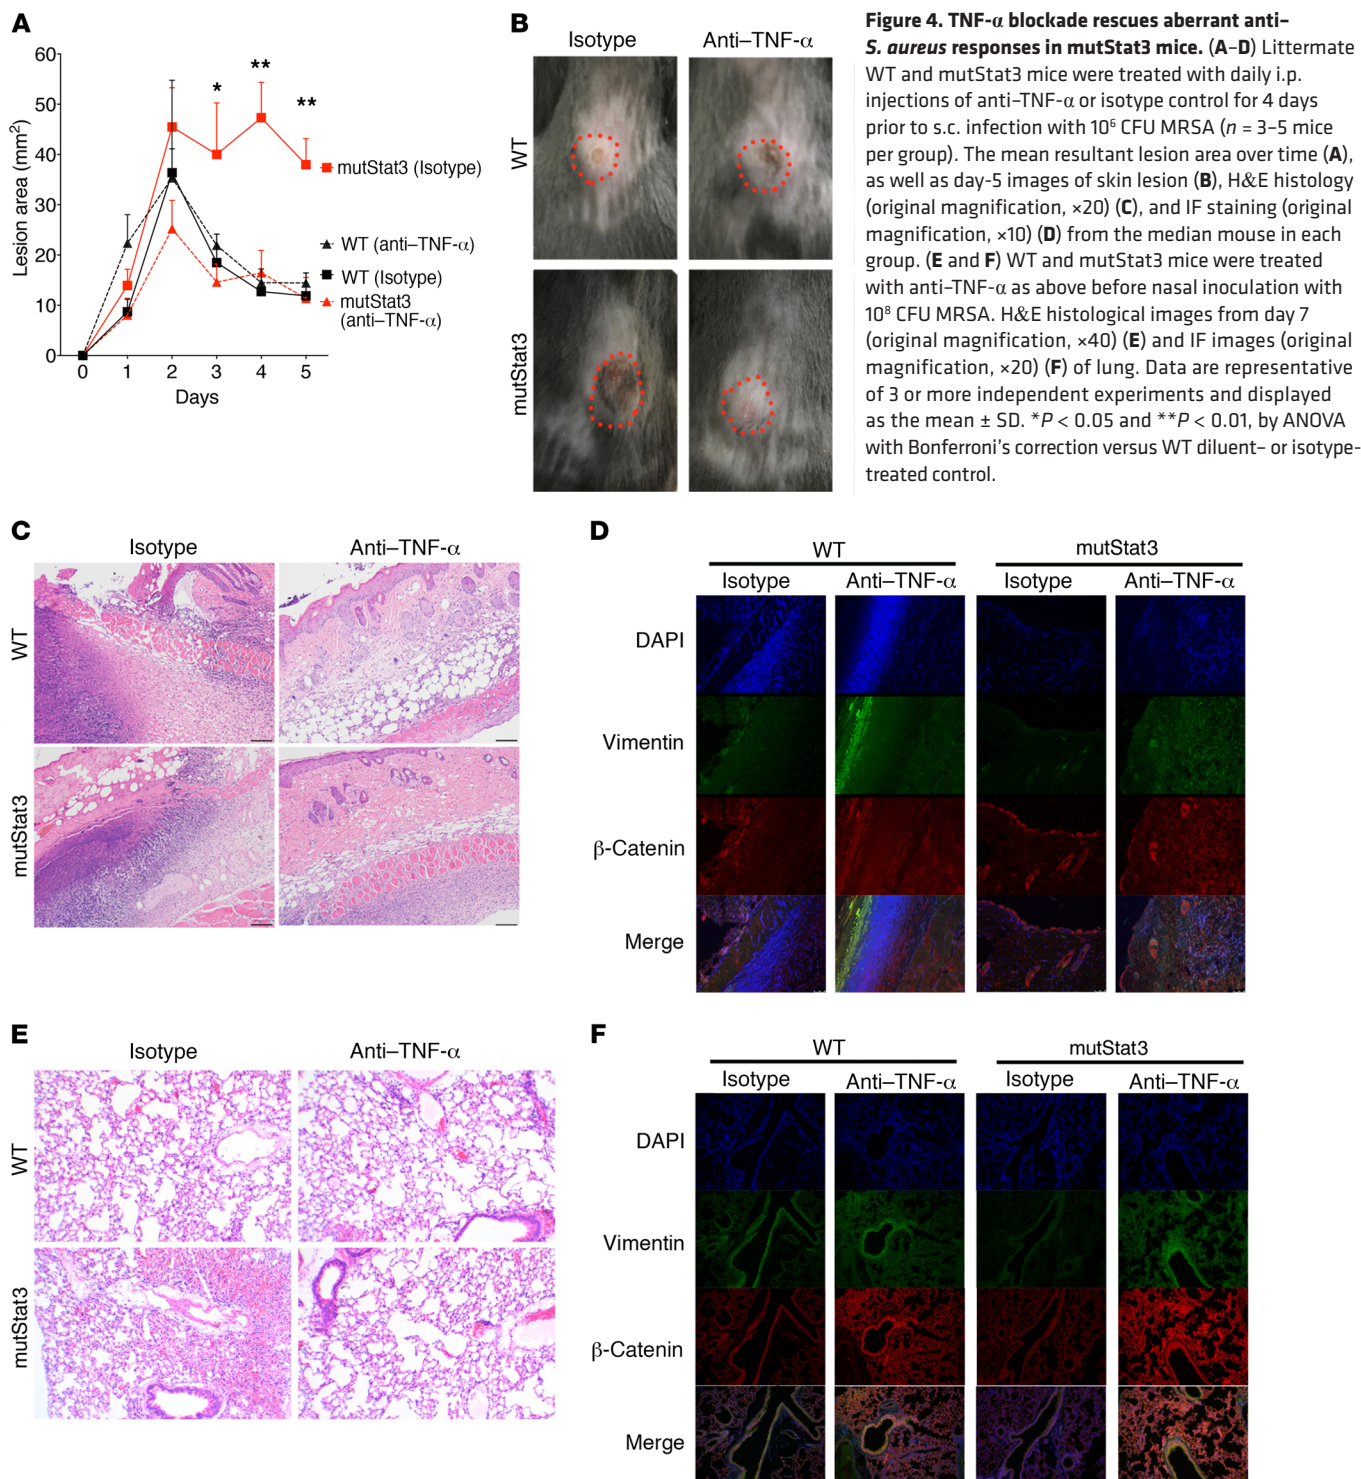 A
Lesion area (mm²)
60
50
40
30
20
10
0
0 1 2 3 4 5
Days
*
**
**
mutStat3 (Isotype)
WT (anti–TNF-α)
WT (Isotype)
mutStat3
(anti–TNF-α)
B
Isotype Anti–TNF-α
WT
mutStat3
Figure 4. TNF-α blockade rescues aberrant anti–
S. aureus responses in mutStat3 mice. (A–D) Littermate
WT and mutStat3 mice were treated with daily i.p.
injections of anti–TNF-α or isotype control for 4 days
prior to s.c. infection with 10⁶ CFU MRSA (n = 3–5 mice
per group). The mean resultant lesion area over time (A),
as well as day-5 images of skin lesion (B), H&E histology
(original magnification, ×20) (C), and IF staining (original
magnification, ×10) (D) from the median mouse in each
group. (E and F) WT and mutStat3 mice were treated
with anti–TNF-α as above before nasal inoculation with
10⁸ CFU MRSA. H&E histological images from day 7
(original magnification, ×40) (E) and IF images (original
magnification, ×20) (F) of lung. Data are representative
of 3 or more independent experiments and displayed
as the mean ± SD. *P < 0.05 and **P < 0.01, by ANOVA
with Bonferroni's correction versus WT diluent– or isotype-
treated control.
C
Isotype Anti–TNF-α
WT
mutStat3
D
WT mutStat3
Isotype Anti–TNF-α Isotype Anti–TNF-α
DAPI
Vimentin
β-Catenin
Merge
E
Isotype Anti–TNF-α
WT
mutStat3
F
WT mutStat3
Isotype Anti–TNF-α Isotype Anti–TNF-α
DAPI
Vimentin
β-Catenin
Merge